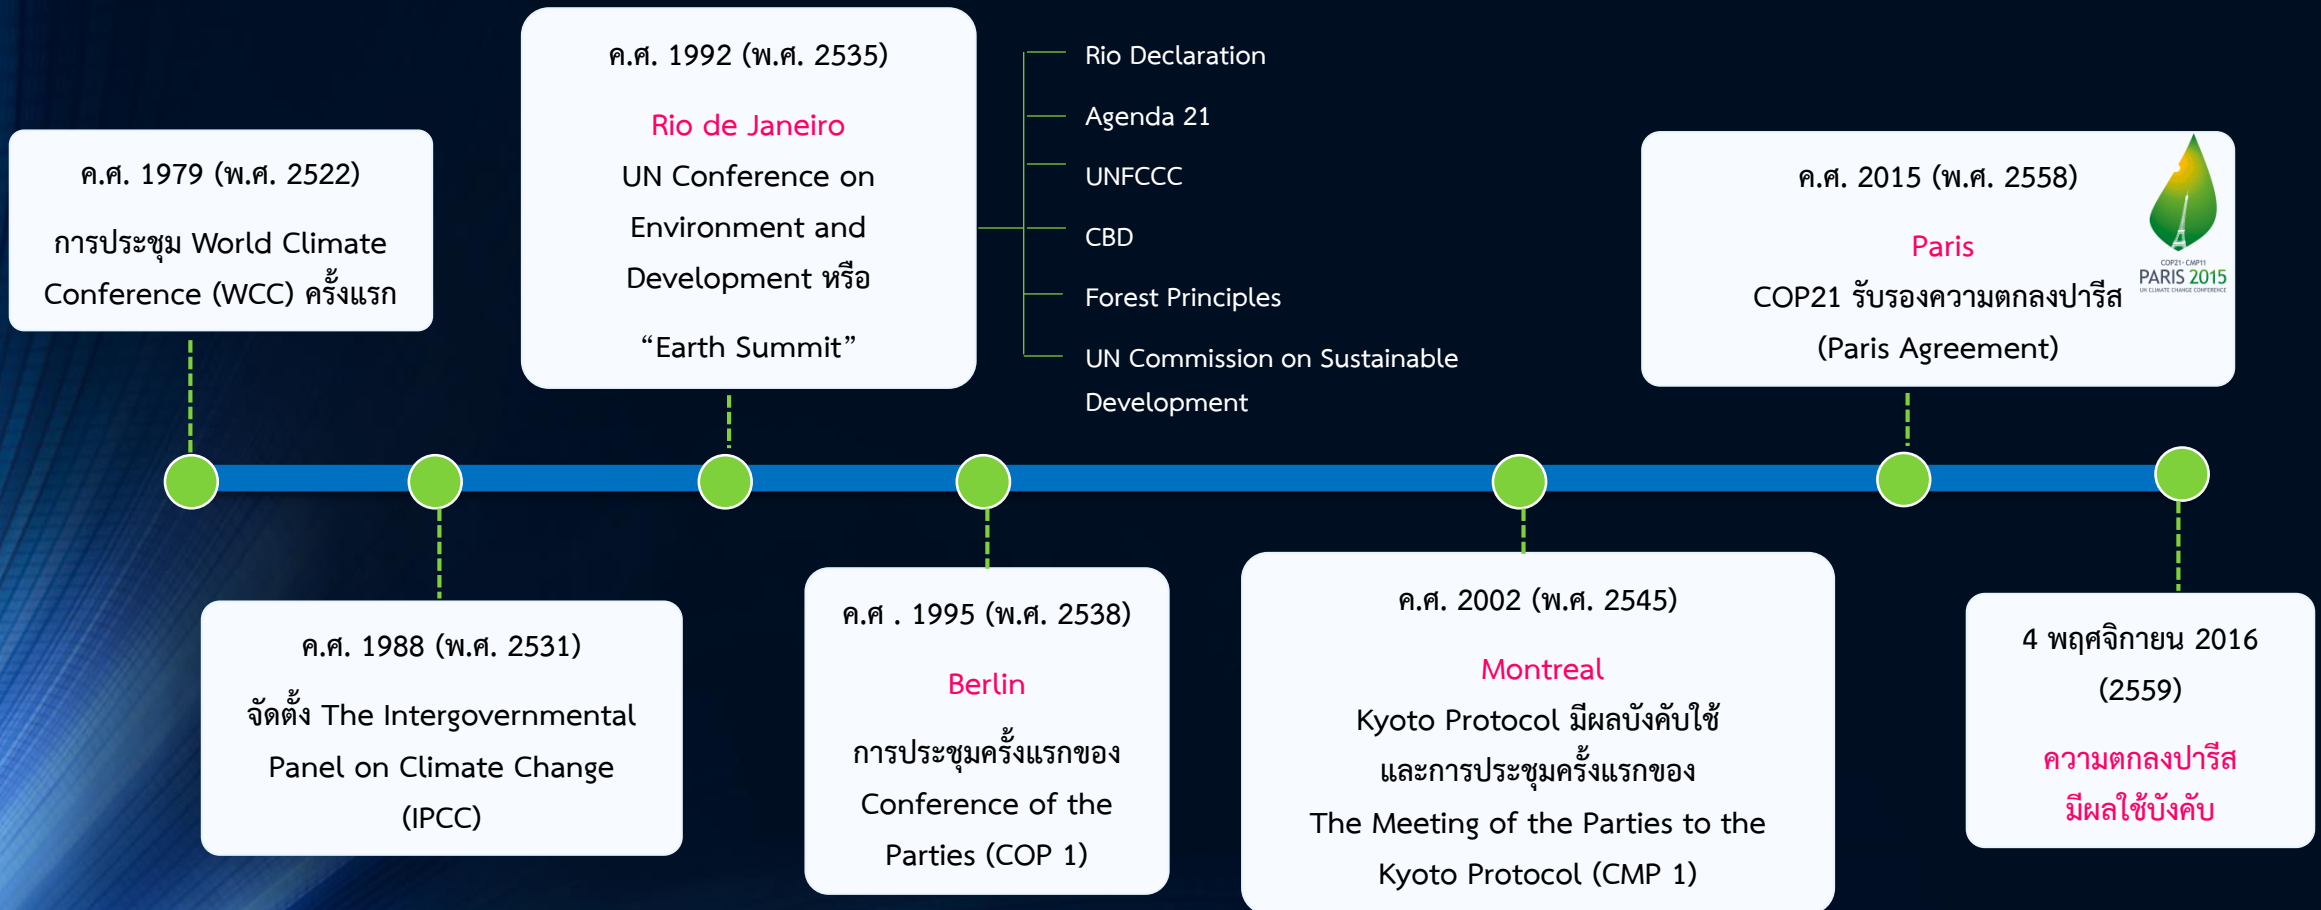 ค.ศ. 1979 (พ.ศ. 2522)
การประชุม World Climate
Conference (WCC) ครั้งแรก
ค.ศ. 1988 (พ.ศ. 2531)
จัดตั้ง The Intergovernmental
Panel on Climate Change
(IPCC)
ค.ศ. 1992 (พ.ศ. 2535)
Rio de Janeiro
UN Conference on
Environment and
Development หรือ
“Earth Summit”
Rio Declaration
Agenda 21
UNFCCC
CBD
Forest Principles
UN Commission on Sustainable
Development
ค.ศ . 1995 (พ.ศ. 2538)
Berlin
การประชุมครั้งแรกของ
Conference of the
Parties (COP 1)
ค.ศ. 2002 (พ.ศ. 2545)
Montreal
Kyoto Protocol มีผลบังคับใช้
และการประชุมครั้งแรกของ
The Meeting of the Parties to the
Kyoto Protocol (CMP 1)
ค.ศ. 2015 (พ.ศ. 2558)
Paris
COP21 รับรองความตกลงปารีส
(Paris Agreement)
COP21·CMP11
PARIS 2015
UN CLIMATE CHANGE CONFERENCE
4 พฤศจิกายน 2016
(2559)
ความตกลงปารีส
มีผลใช้บังคับ